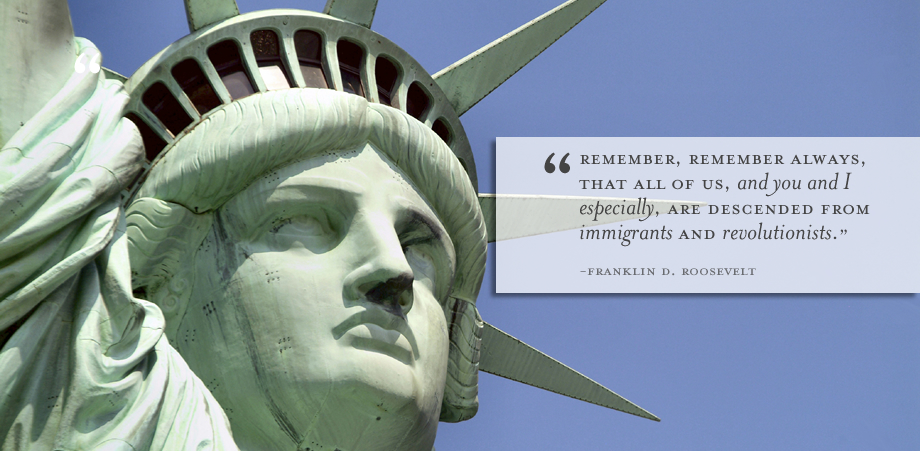 “REMEMBER, REMEMBER ALWAYS,
THAT ALL OF US, and you and I
especially, ARE DESCENDED FROM
immigrants AND revolutionists.”
–FRANKLIN D. ROOSEVELT